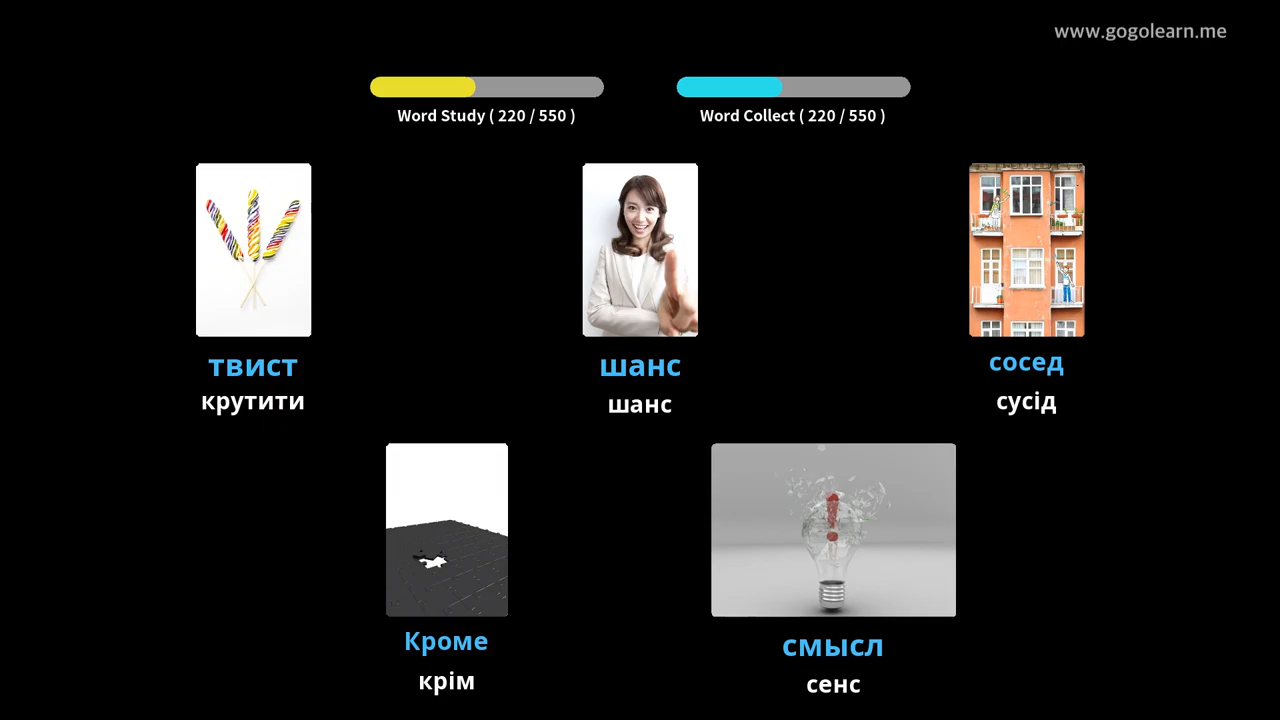 www.gogolearn.me
Word Study ( 220 / 550 )
Word Collect ( 220 / 550 )
твист
крутити
шанс
шанс
сосед
сусід
Кроме
крім
смысл
сенс